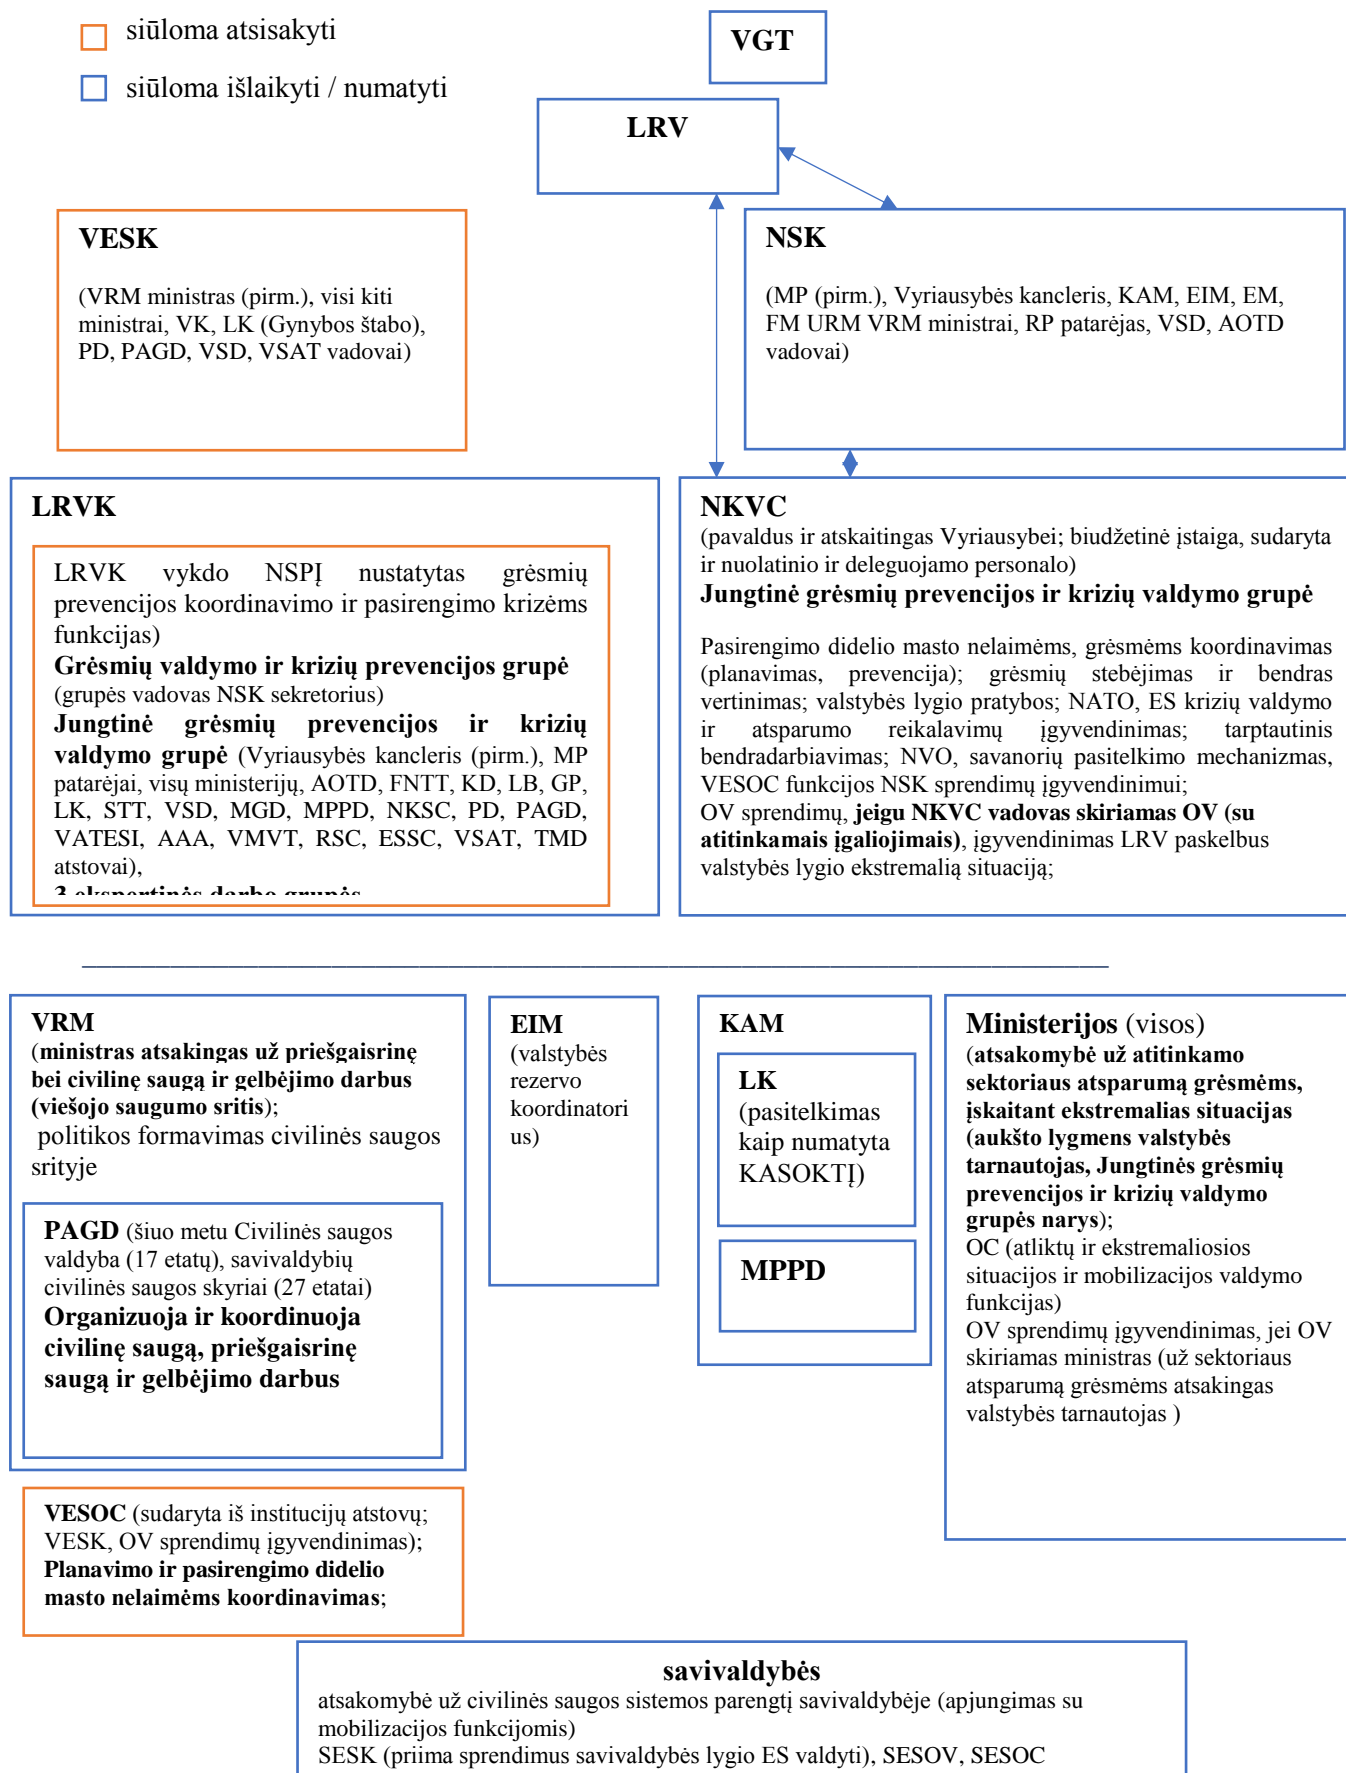 siūloma atsisakyti
siūloma išlaikyti / numatyti
VGT
LRV
VESK
(VRM ministras (pirm.), visi kiti
ministrai, VK, LK (Gynybos štabo),
PD, PAGD, VSD, VSAT vadovai)
NSK
(MP (pirm.), Vyriausybės kancleris, KAM, EIM, EM,
FM URM VRM ministrai, RP patarėjas, VSD, AOTD
vadovai)
LRVK
LRVK vykdo NSPĮ nustatytas grėsmių
prevencijos koordinavimo ir pasirengimo krizėms
funkcijas)
Grėsmių valdymo ir krizių prevencijos grupė
(grupės vadovas NSK sekretorius)
Jungtinė grėsmių prevencijos ir krizių
valdymo grupė (Vyriausybės kancleris (pirm.), MP
patarėjai, visų ministerijų, AOTD, FNTT, KD, LB, GP,
LK, STT, VSD, MGD, MPPD, NKSC, PD, PAGD,
VATESI, AAA, VMVT, RSC, ESSC, VSAT, TMD
atstovai),
3 ekspertinės darbo grupės
NKVC
(pavaldus ir atskaitingas Vyriausybei; biudžetinė įstaiga, sudaryta
ir nuolatinio ir deleguojamo personalo)
Jungtinė grėsmių prevencijos ir krizių valdymo grupė
Pasirengimo didelio masto nelaimėms, grėsmėms koordinavimas
(planavimas, prevencija); grėsmių stebėjimas ir bendras
vertinimas; valstybės lygio pratybos; NATO, ES krizių valdymo
ir atsparumo reikalavimų įgyvendinimas; tarptautinis
bendradarbiavimas; NVO, savanorių pasitelkimo mechanizmas,
VESOC funkcijos NSK sprendimų įgyvendinimui;
OV sprendimų, jeigu NKVC vadovas skiriamas OV (su
atitinkamais įgaliojimais), įgyvendinimas LRV paskelbus
valstybės lygio ekstremalią situaciją;
VRM
(ministras atsakingas už priešgaisrinę
bei civilinę saugą ir gelbėjimo darbus
(viešojo saugumo sritis);
politikos formavimas civilinės saugos
srityje
PAGD (šiuo metu Civilinės saugos
valdyba (17 etatų), savivaldybių
civilinės saugos skyriai (27 etatai)
Organizuoja ir koordinuoja
civilinę saugą, priešgaisrinę
saugą ir gelbėjimo darbus
EIM
(valstybės
rezervo
koordinatori
us)
KAM
LK
(pasitelkimas
kaip numatyta
KASOKTĮ)
MPPD
Ministerijos (visos)
(atsakomybė už atitinkamo
sektoriaus atsparumą grėsmėms,
įskaitant ekstremalias situacijas
(aukšto lygmens valstybės
tarnautojas, Jungtinės grėsmių
prevencijos ir krizių valdymo
grupės narys);
OC (atliktų ir ekstremaliosios
situacijos ir mobilizacijos valdymo
funkcijas)
OV sprendimų įgyvendinimas, jei OV
skiriamas ministras (už sektoriaus
atsparumą grėsmėms atsakingas
valstybės tarnautojas )
VESOC (sudaryta iš institucijų atstovų;
VESK, OV sprendimų įgyvendinimas);
Planavimo ir pasirengimo didelio
masto nelaimėms koordinavimas;
savivaldybės
atsakomybė už civilinės saugos sistemos parengtį savivaldybėje (apjungimas su
mobilizacijos funkcijomis)
SESK (priima sprendimus savivaldybės lygio ES valdyti), SESOV, SESOC